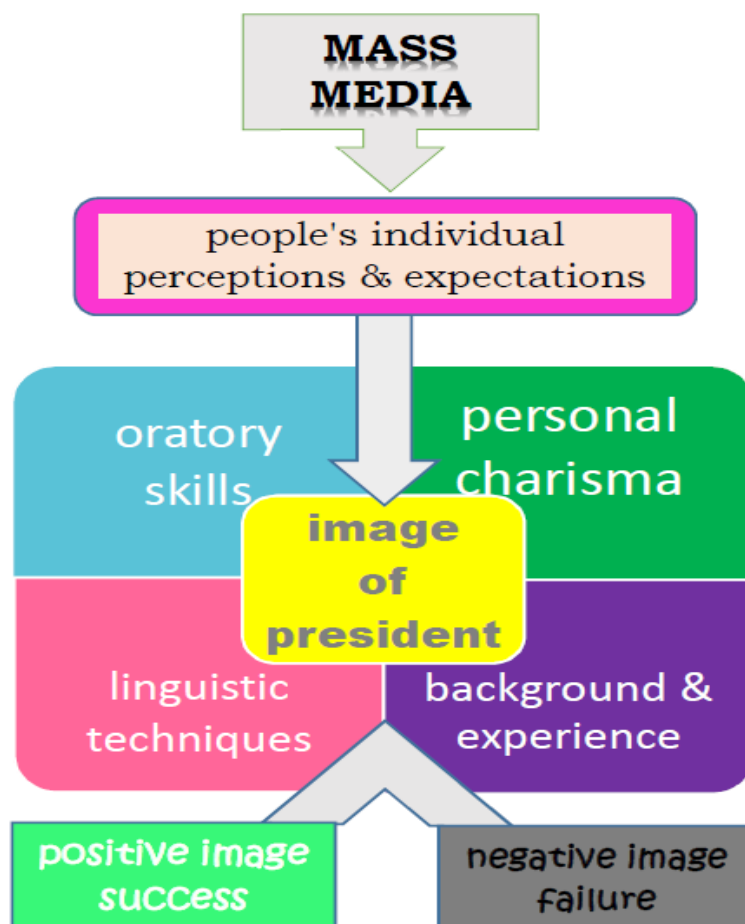 MASS
MEDIA
people's individual
perceptions & expectations
oratory
skills
personal
charisma
image
of
president
linguistic
techniques
background &
experience
positive image
success
negative image
failure